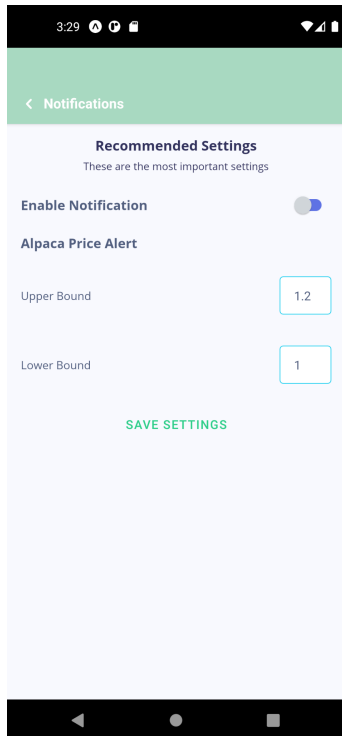 3:29
Notifications
Recommended Settings
These are the most important settings
Enable Notification
Alpaca Price Alert
Upper Bound 1.2
Lower Bound 1
SAVE SETTINGS